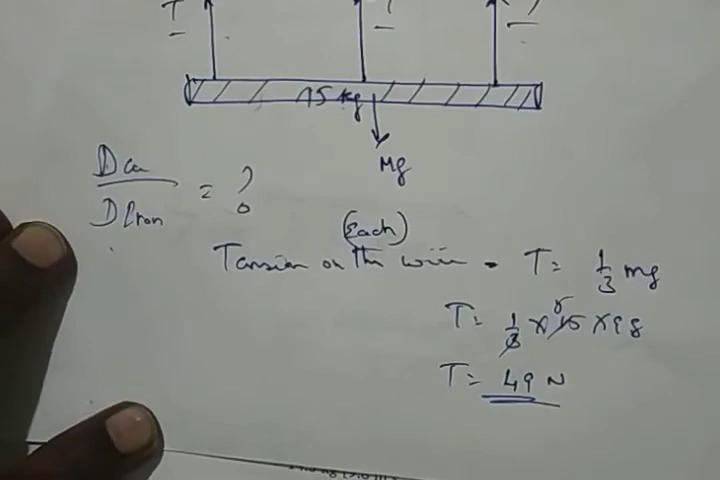 T
15 kg
Mg
Dcu
DIron
= ?
(Each)
Tension on the wire = T = 1/3 mg
T = 1/3 x 15 5 x 9.8
T = 49 N